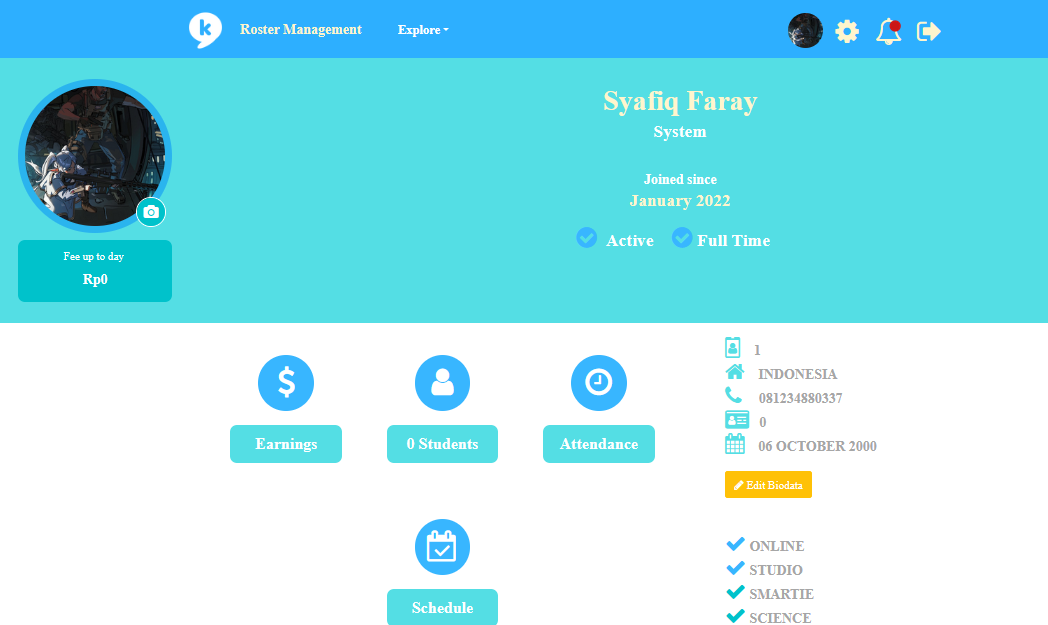 k
Roster Management
Explore
Syafiq Faray
System
Joined since
January 2022
Active
Full Time
Fee up to day
Rp0
Earnings
0 Students
Attendance
Schedule
1
INDONESIA
081234880337
0
06 OCTOBER 2000
Edit Biodata
ONLINE
STUDIO
SMARTIE
SCIENCE